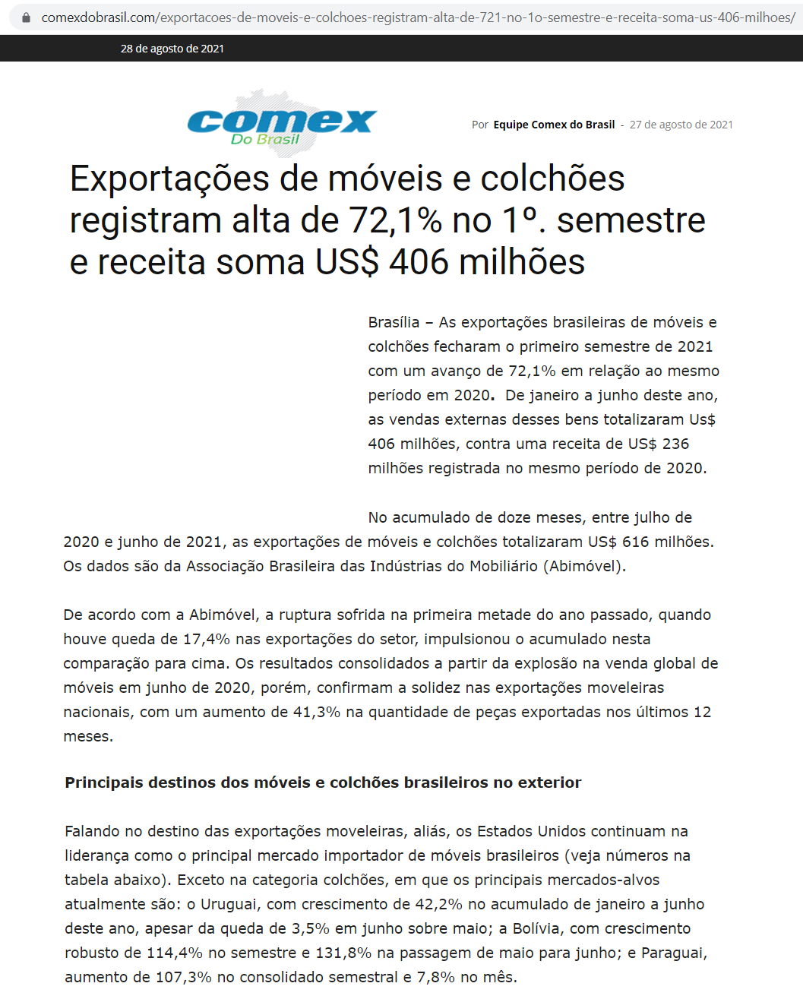 comexdobrasil.com/exportacoes-de-moveis-e-colchoes-registram-alta-de-721-no-1o-semestre-e-receita-soma-us-406-milhoes/
28 de agosto de 2021
comex
Do Brasil
Por Equipe Comex do Brasil - 27 de agosto de 2021
Exportações de móveis e colchões
registram alta de 72,1% no 1º. semestre
e receita soma US$ 406 milhões
Brasília – As exportações brasileiras de móveis e
colchões fecharam o primeiro semestre de 2021
com um avanço de 72,1% em relação ao mesmo
período em 2020. De janeiro a junho deste ano,
as vendas externas desses bens totalizaram Us$
406 milhões, contra uma receita de US$ 236
milhões registrada no mesmo período de 2020.
No acumulado de doze meses, entre julho de
2020 e junho de 2021, as exportações de móveis e colchões totalizaram US$ 616 milhões.
Os dados são da Associação Brasileira das Indústrias do Mobiliário (Abimóvel).
De acordo com a Abimóvel, a ruptura sofrida na primeira metade do ano passado, quando
houve queda de 17,4% nas exportações do setor, impulsionou o acumulado nesta
comparação para cima. Os resultados consolidados a partir da explosão na venda global de
móveis em junho de 2020, porém, confirmam a solidez nas exportações moveleiras
nacionais, com um aumento de 41,3% na quantidade de peças exportadas nos últimos 12
meses.
Principais destinos dos móveis e colchões brasileiros no exterior
Falando no destino das exportações moveleiras, aliás, os Estados Unidos continuam na
liderança como o principal mercado importador de móveis brasileiros (veja números na
tabela abaixo). Exceto na categoria colchões, em que os principais mercados-alvos
atualmente são: o Uruguai, com crescimento de 42,2% no acumulado de janeiro a junho
deste ano, apesar da queda de 3,5% em junho sobre maio; a Bolívia, com crescimento
robusto de 114,4% no semestre e 131,8% na passagem de maio para junho; e Paraguai,
aumento de 107,3% no consolidado semestral e 7,8% no mês.